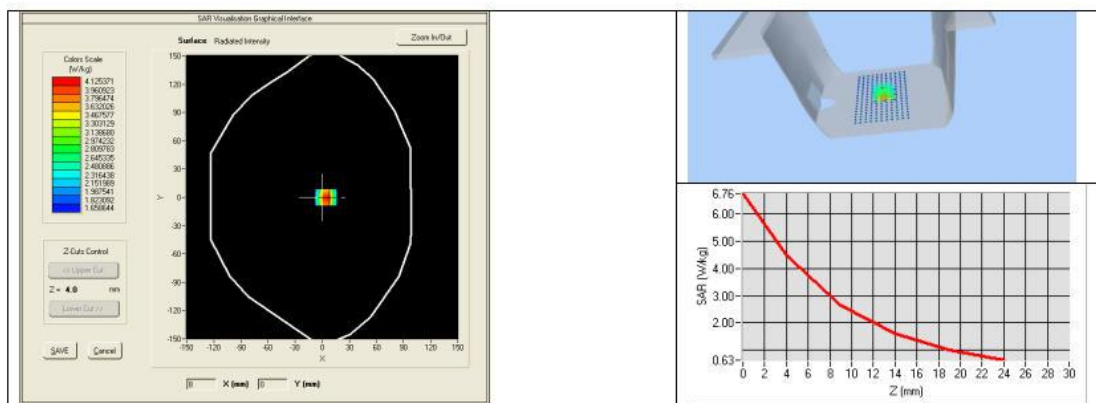 SAR Visualisation Graphical Interface
Surface Radiated Intensity
Zoom In/Out
Colors Scale
(W/kg)
4.125371
3.960923
3.796474
3.632026
3.467577
3.303129
3.138680
2.974232
2.809783
2.645335
2.480886
2.316438
2.151989
1.987541
1.823092
1.658644
Z-Cuts Control
<< Upper Cut
Z = 4.0 mm
Lower Cut >>
SAVE Cancel
150
120
90
60
30
0
-30
-60
-90
-120
-150
Y
-150 -120 -90 -60 -30 0 30 60 90 120 150
X
8 X (mm) 0 Y (mm)
6.76
6.00
5.00
4.00
3.00
2.00
0.63
SAR (W/kg)
0 2 4 6 8 10 12 14 16 18 20 22 24 26 28 30
Z (mm)